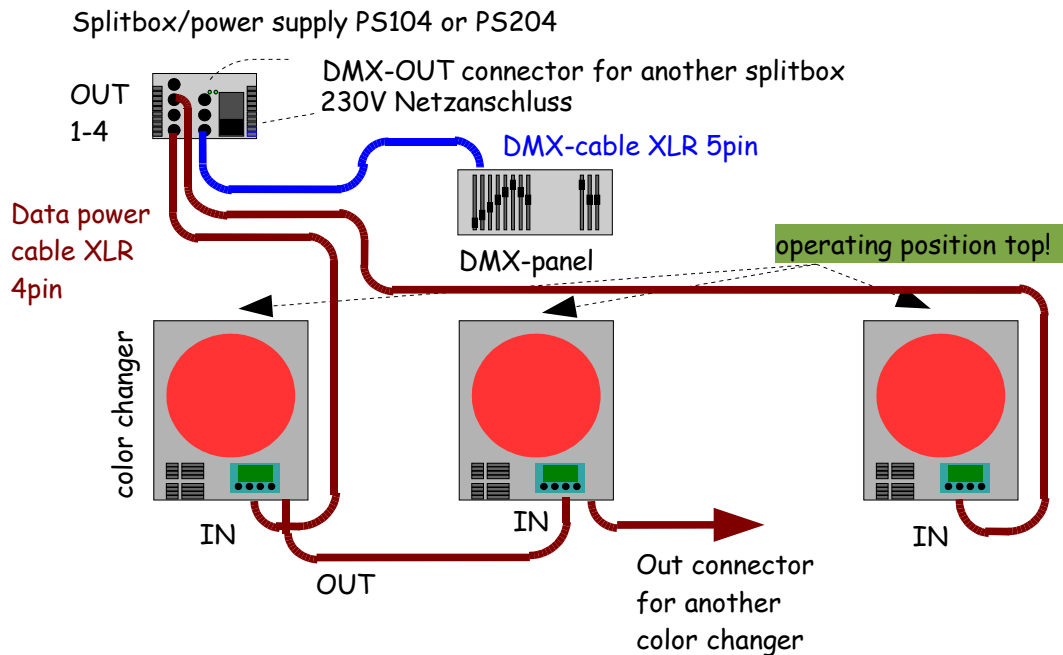 Splitbox/power supply PS104 or PS204
DMX-OUT connector for another splitbox
230V Netzanschluss
OUT
1-4
DMX-cable XLR 5pin
Data power
cable XLR
4pin
DMX-panel
operating position top!
color changer
IN
OUT
IN
Out connector
for another
color changer
IN